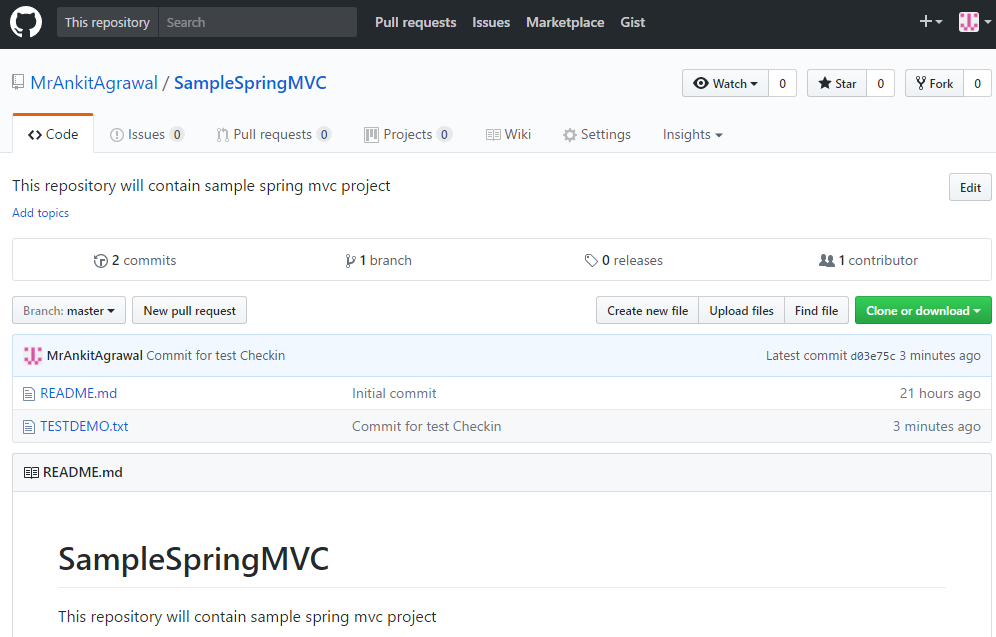 This repository Search Pull requests Issues Marketplace Gist
MrAnkitAgrawal / SampleSpringMVC Watch 0 Star 0 Fork 0
Code Issues 0 Pull requests 0 Projects 0 Wiki Settings Insights
This repository will contain sample spring mvc project Edit
Add topics
2 commits 1 branch 0 releases 1 contributor
Branch: master New pull request Create new file Upload files Find file Clone or download
MrAnkitAgrawal Commit for test Checkin Latest commit d03e75c 3 minutes ago
README.md Initial commit 21 hours ago
TESTDEMO.txt Commit for test Checkin 3 minutes ago
README.md
SampleSpringMVC
This repository will contain sample spring mvc project